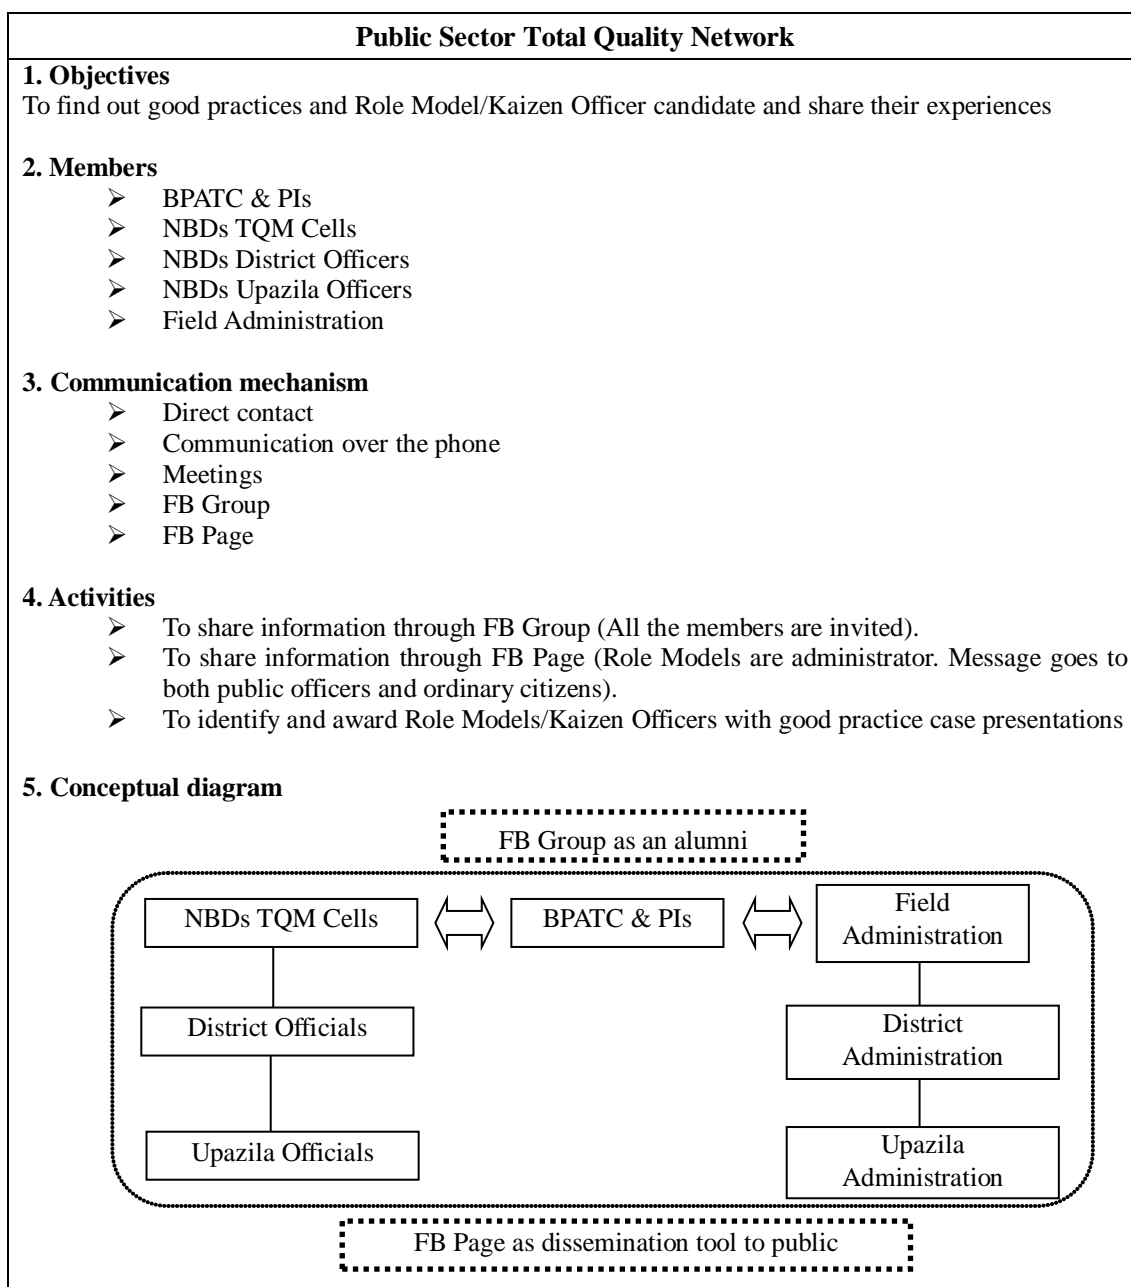 Public Sector Total Quality Network
1. Objectives
To find out good practices and Role Model/Kaizen Officer candidate and share their experiences
2. Members
➢ BPATC & PIs
➢ NBDs TQM Cells
➢ NBDs District Officers
➢ NBDs Upazila Officers
➢ Field Administration
3. Communication mechanism
➢ Direct contact
➢ Communication over the phone
➢ Meetings
➢ FB Group
➢ FB Page
4. Activities
➢ To share information through FB Group (All the members are invited).
➢ To share information through FB Page (Role Models are administrator. Message goes to
both public officers and ordinary citizens).
➢ To identify and award Role Models/Kaizen Officers with good practice case presentations
5. Conceptual diagram
FB Group as an alumni
NBDs TQM Cells
BPATC & PIs
Field
Administration
District Officials
District
Administration
Upazila Officials
Upazila
Administration
FB Page as dissemination tool to public